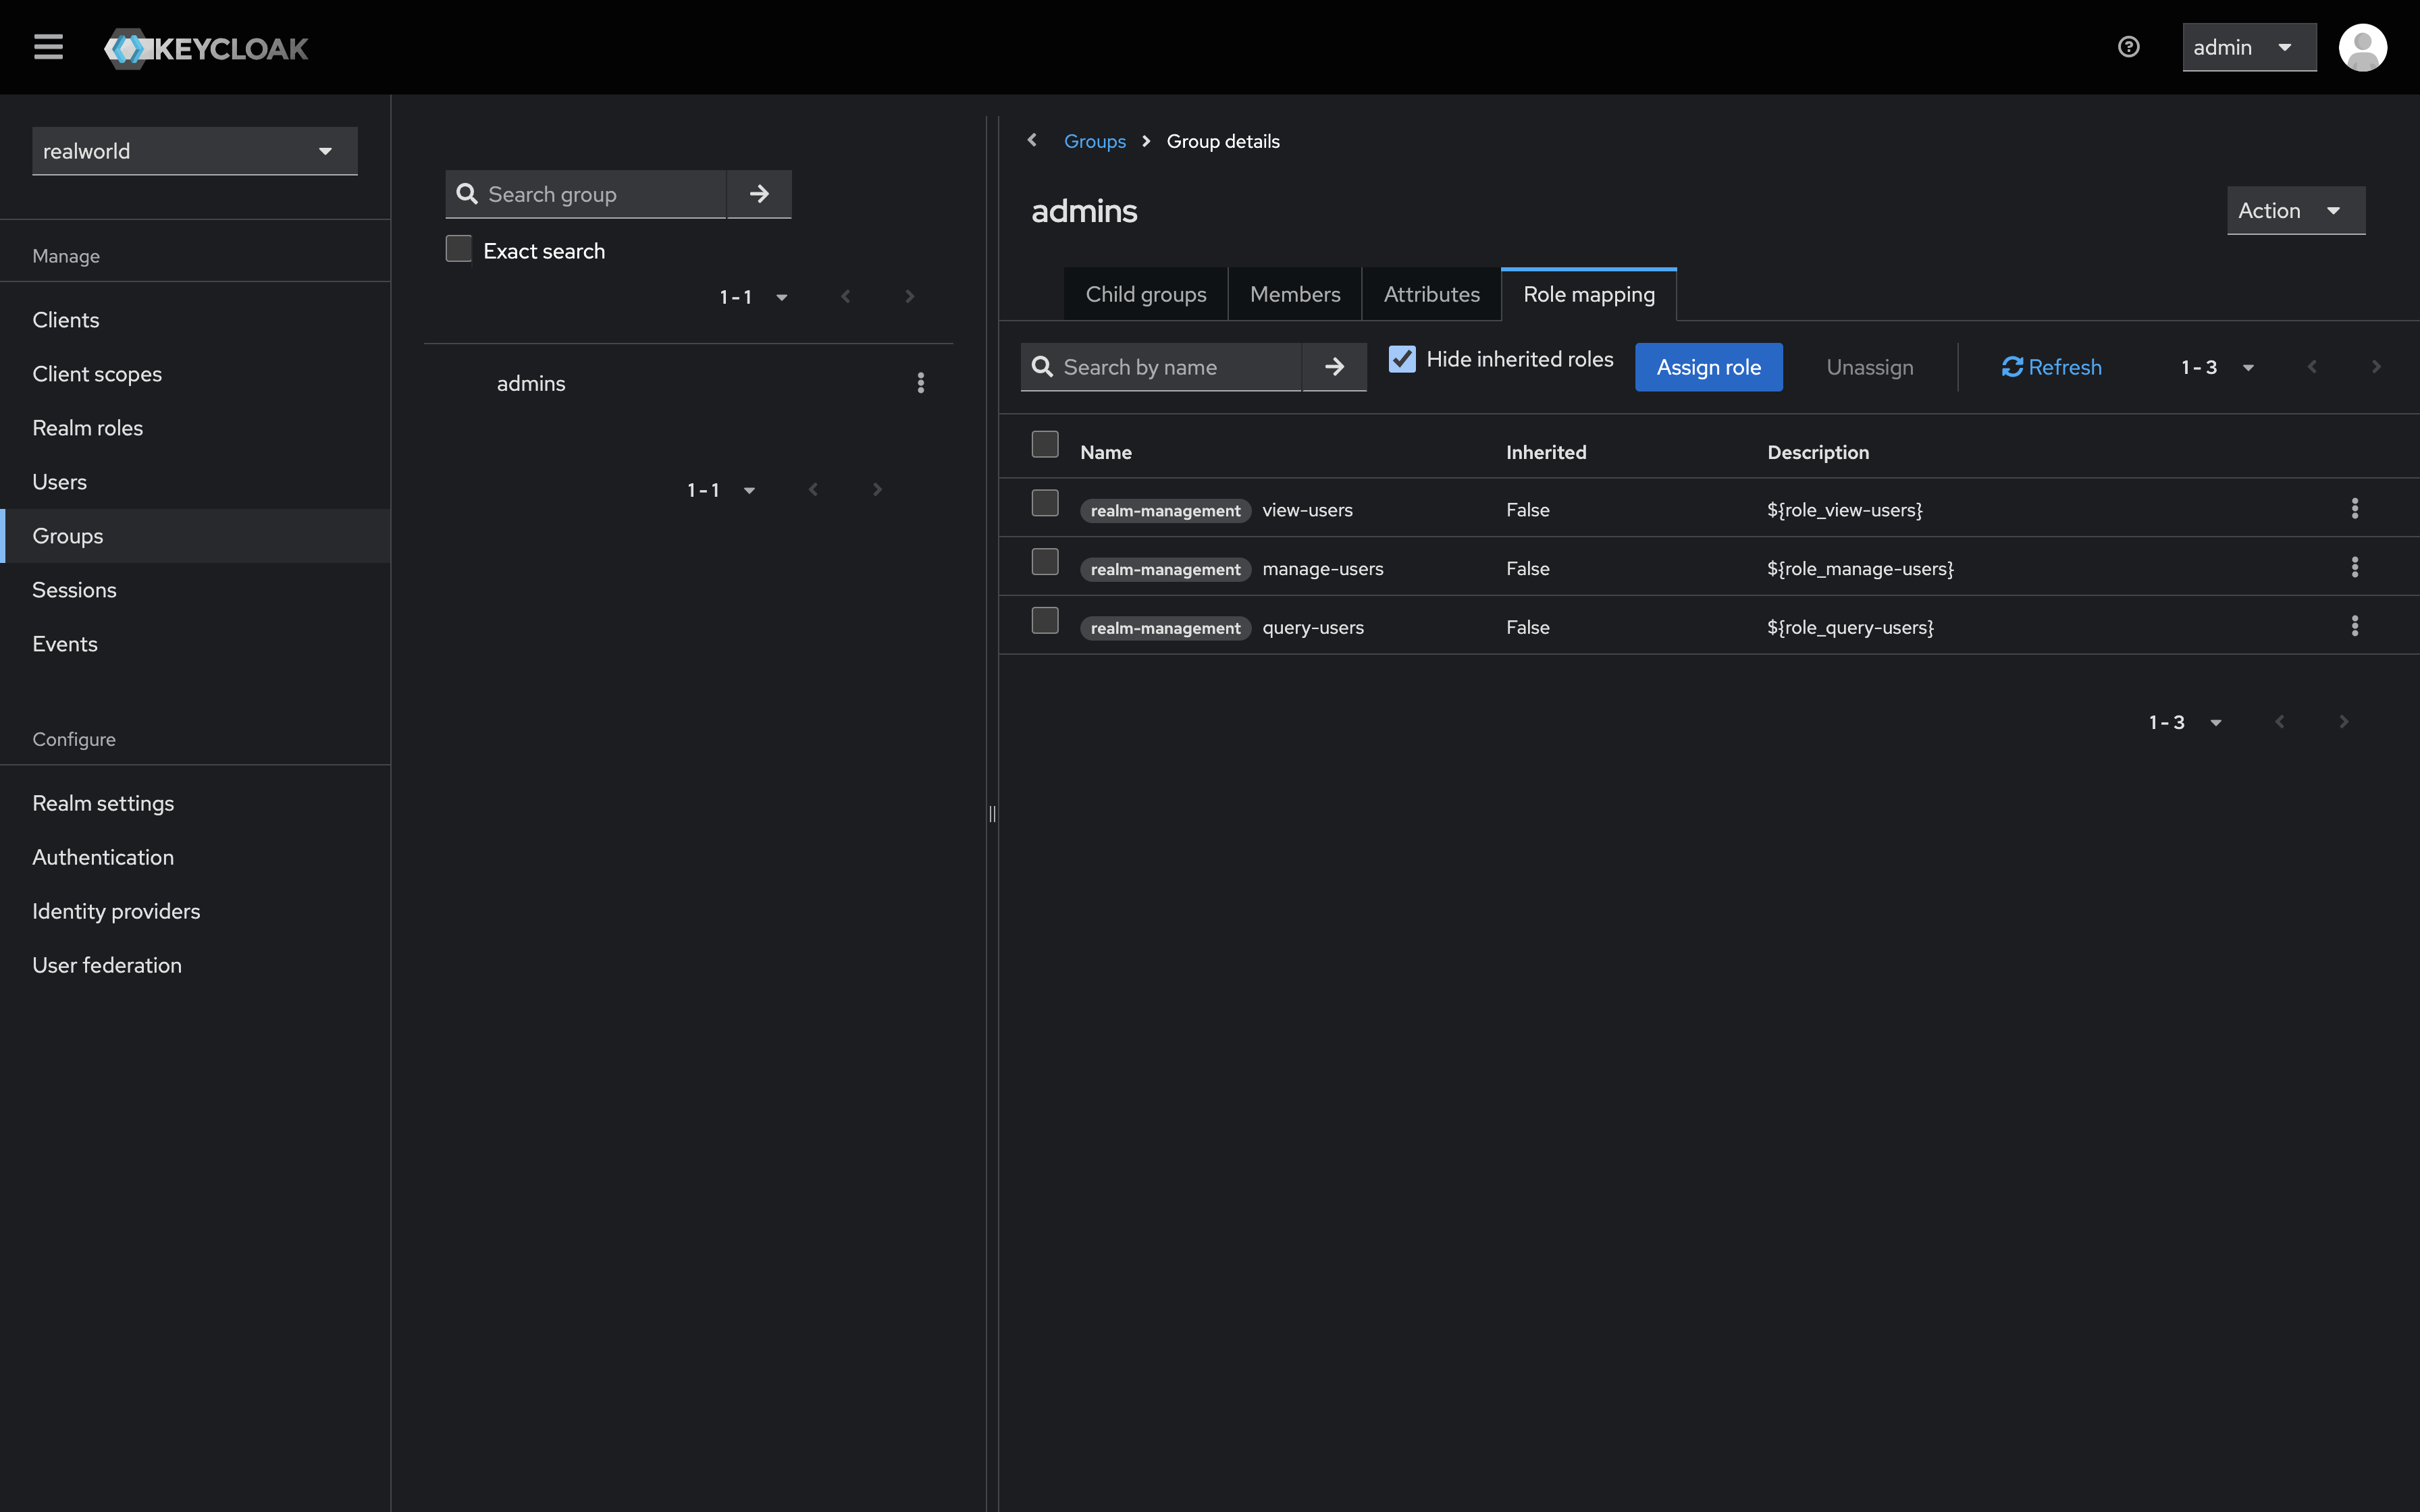 KEYCLOAK
admin
realworld
Manage
Clients
Client scopes
Realm roles
Users
Groups
Sessions
Events
Configure
Realm settings
Authentication
Identity providers
User federation
Search group
Exact search
1 - 1
admins
1 - 1
Groups Group details
admins
Action
Child groups Members Attributes Role mapping
Search by name Hide inherited roles Assign role Unassign Refresh 1 - 3
Name Inherited Description
realm-management view-users False ${role_view-users}
realm-management manage-users False ${role_manage-users}
realm-management query-users False ${role_query-users}
1 - 3